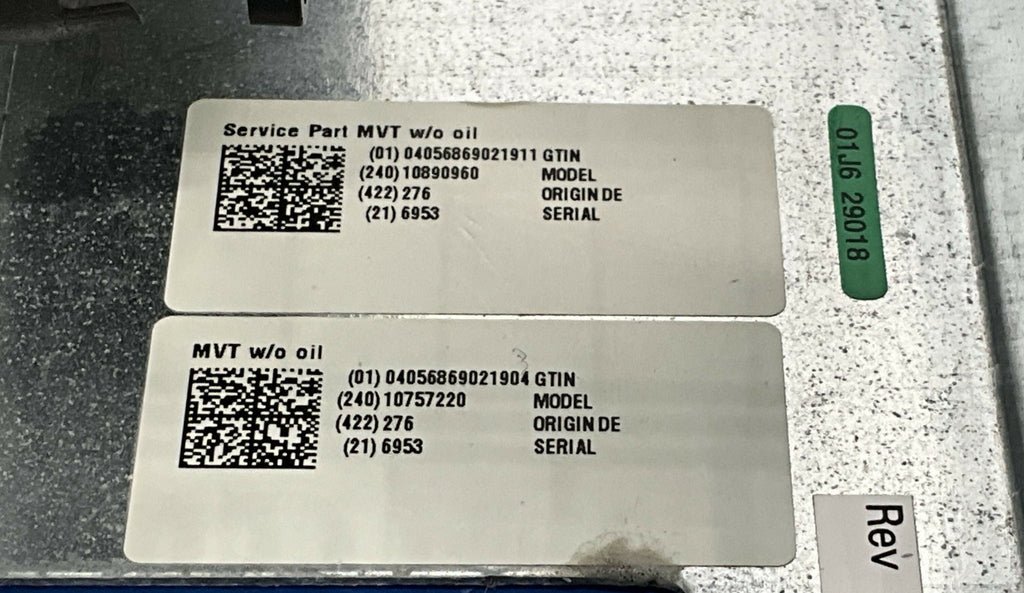 Service Part MVT w/o oil
(01) 04056869021911 GTIN
(240) 10890960 MODEL
(422) 276 ORIGIN DE
(21) 6953 SERIAL
MVT w/o oil
(01) 04056869021904 GTIN
(240) 10757220 MODEL
(422) 276 ORIGIN DE
(21) 6953 SERIAL
01J6 29018
Rev